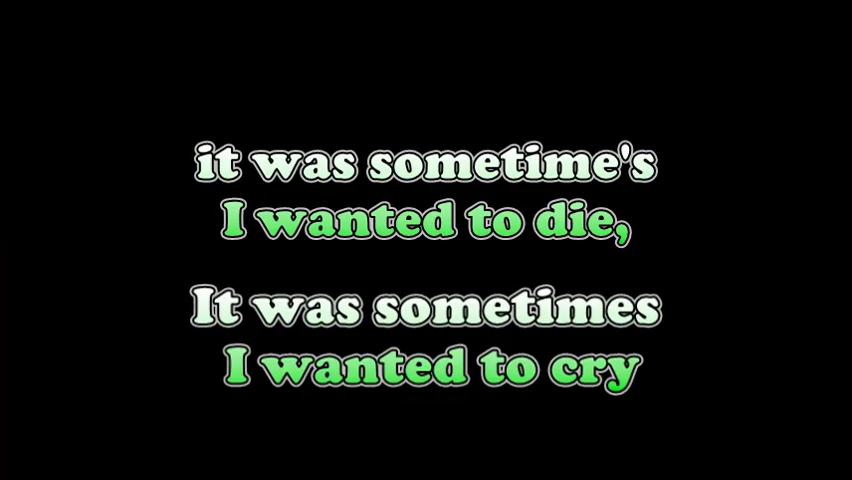 it was sometime's
I wanted to die,
It was sometimes
I wanted to cry